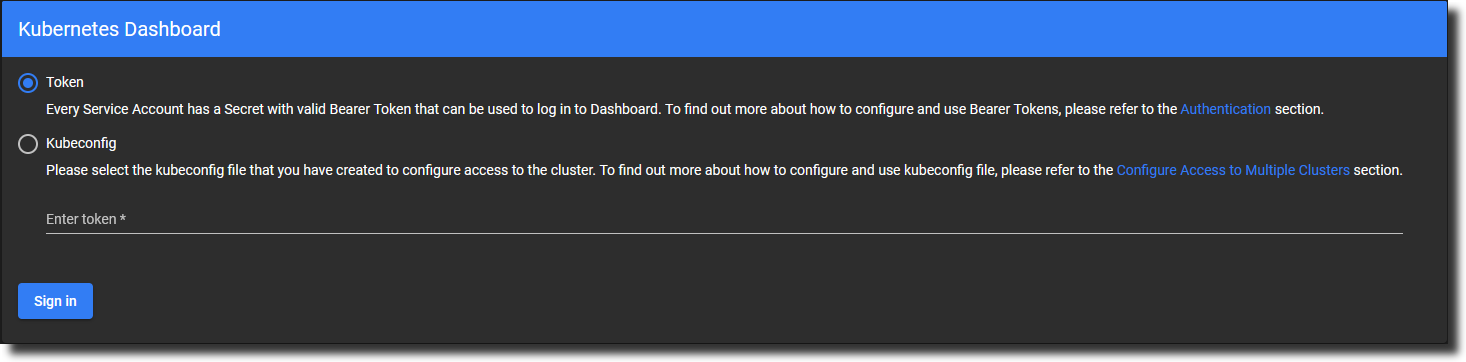 Kubernetes Dashboard
Token
Every Service Account has a Secret with valid Bearer Token that can be used to log in to Dashboard. To find out more about how to configure and use Bearer Tokens, please refer to the Authentication section.
Kubeconfig
Please select the kubeconfig file that you have created to configure access to the cluster. To find out more about how to configure and use kubeconfig file, please refer to the Configure Access to Multiple Clusters section.
Enter token *
Sign in